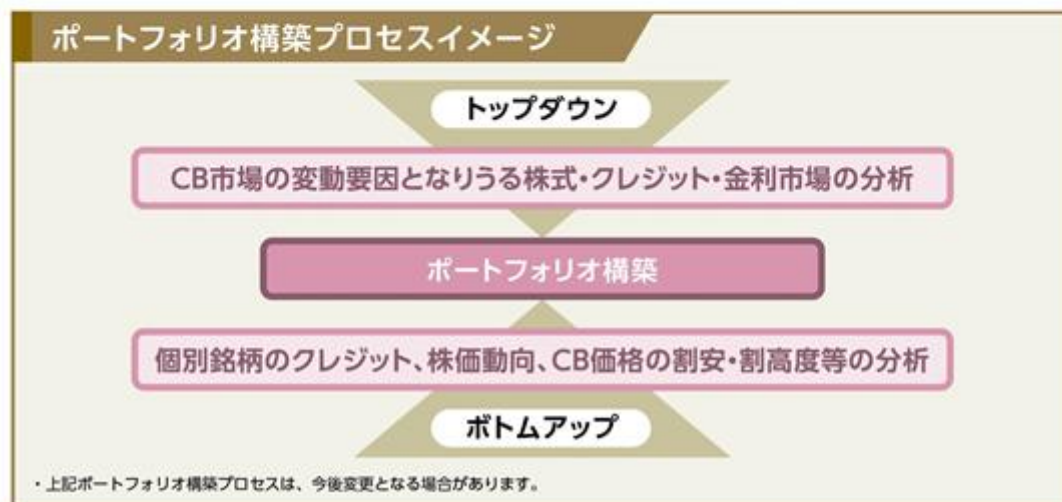 ポートフォリオ構築プロセスイメージ
トップダウン
CB市場の変動要因となりうる株式・クレジット・金利市場の分析
ポートフォリオ構築
個別銘柄のクレジット、株価動向、CB価格の割安・割高度等の分析
ボトムアップ
・上記ポートフォリオ構築プロセスは、今後変更となる場合があります。